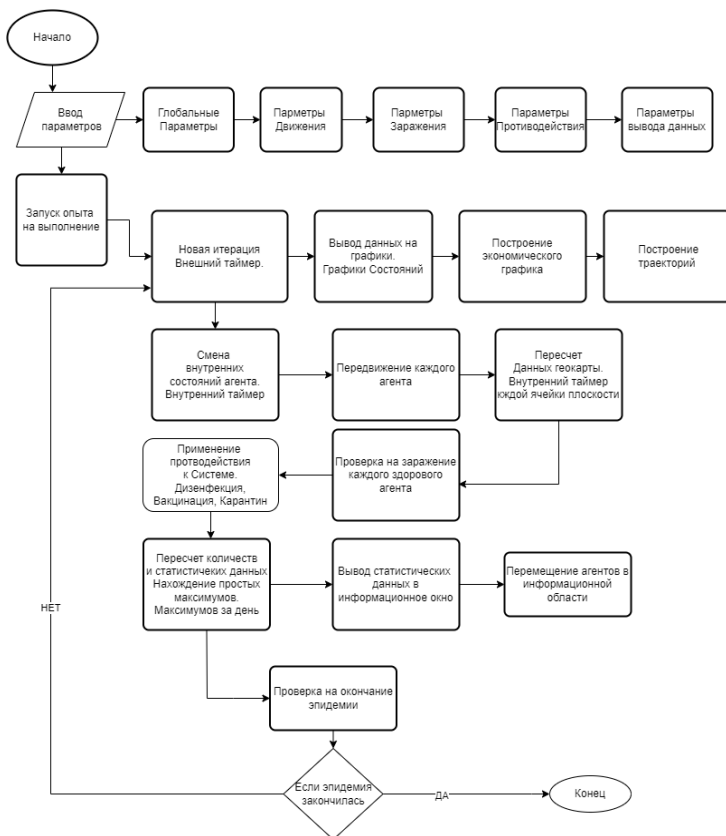 Начало
Ввод
параметров
Глобальные
Параметры
Парметры
Движения
Парметры
Заражения
Параметры
Противодействия
Параметры
вывода данных
Запуск опыта
на выполнение
Новая итерация
Внешний таймер.
Вывод данных на
графики.
Графики Состояний
Построение
экономического
графика
Построение
траекторий
Смена
внутренних
состояний агента.
Внутренний таймер
Передвижение каждого
агента
Пересчет
Данных геокарты.
Внутренний таймер
кждой ячейки плоскости
Применение
протводействия
к Системе.
Дизенфекция,
Вакцинация, Карантин
Проверка на заражение
каждого здорового
агента
Пересчет количеств
и статистичеких данных
Нахождение простых
максимумов.
Максимумов за день
Вывод статистических
данных в
информационное окно
Перемещение агентов в
информационной
области
НЕТ
Проверка на окончание
эпидемии
Если эпидемия
закончилась
ДА
Конец